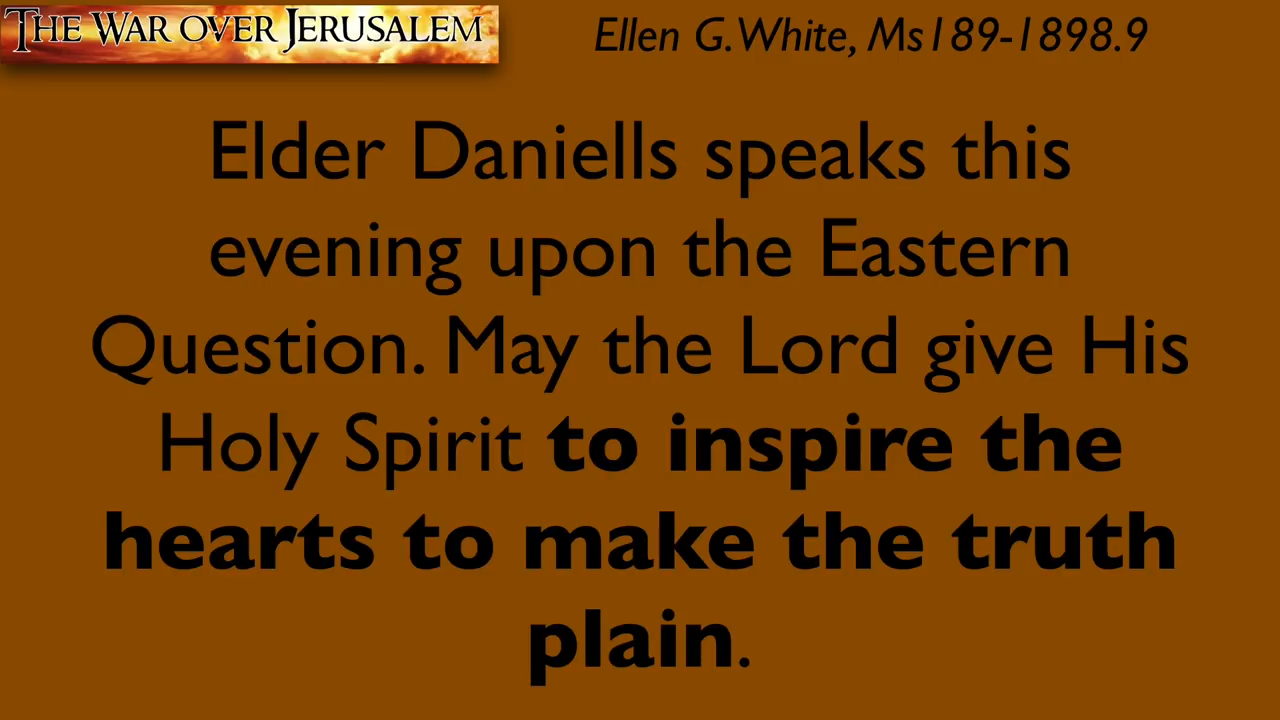 THE WAR OVER JERUSALEM
Ellen G. White, Ms189-1898.9
Elder Daniells speaks this
evening upon the Eastern
Question. May the Lord give His
Holy Spirit to inspire the
hearts to make the truth
plain.